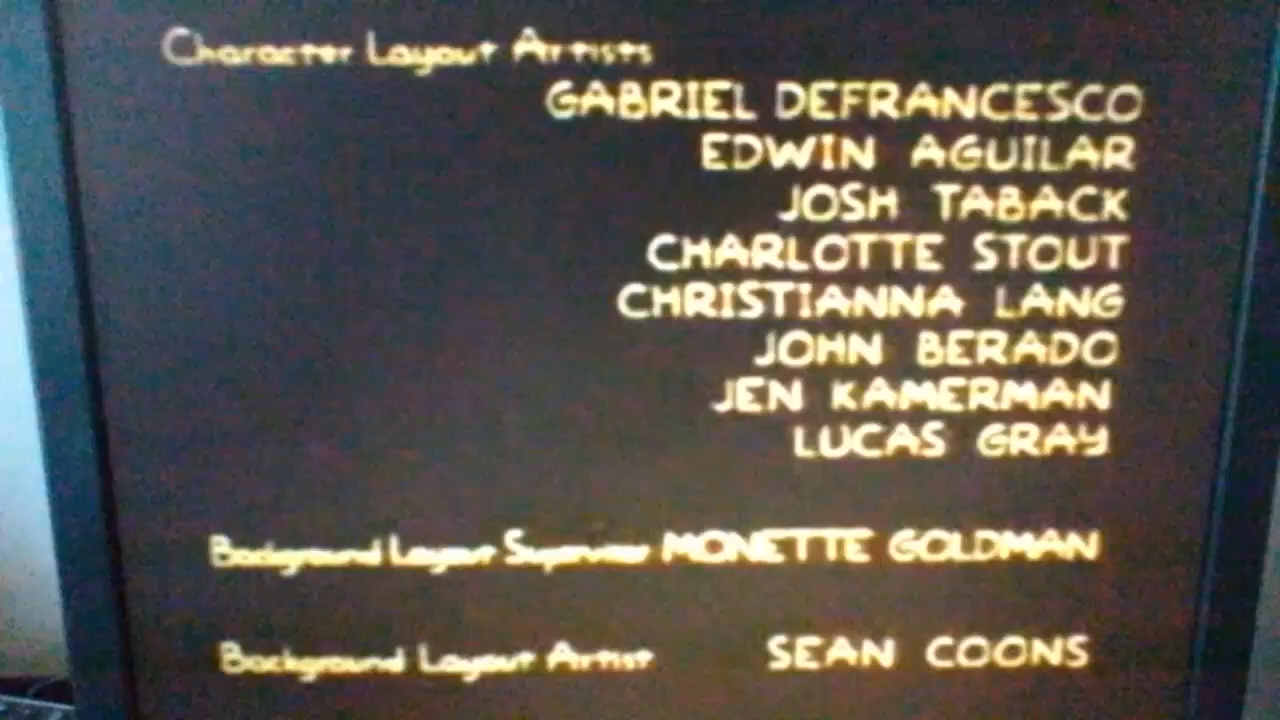 Character Layout Artists
GABRIEL DEFRANCESCO
EDWIN AGUILAR
JOSH TABACK
CHARLOTTE STOUT
CHRISTIANNA LANG
JOHN BERADO
JEN KAMERMAN
LUCAS GRAY
Background Layout Supervisor MONETTE GOLDMAN
Background Layout Artist SEAN COONS